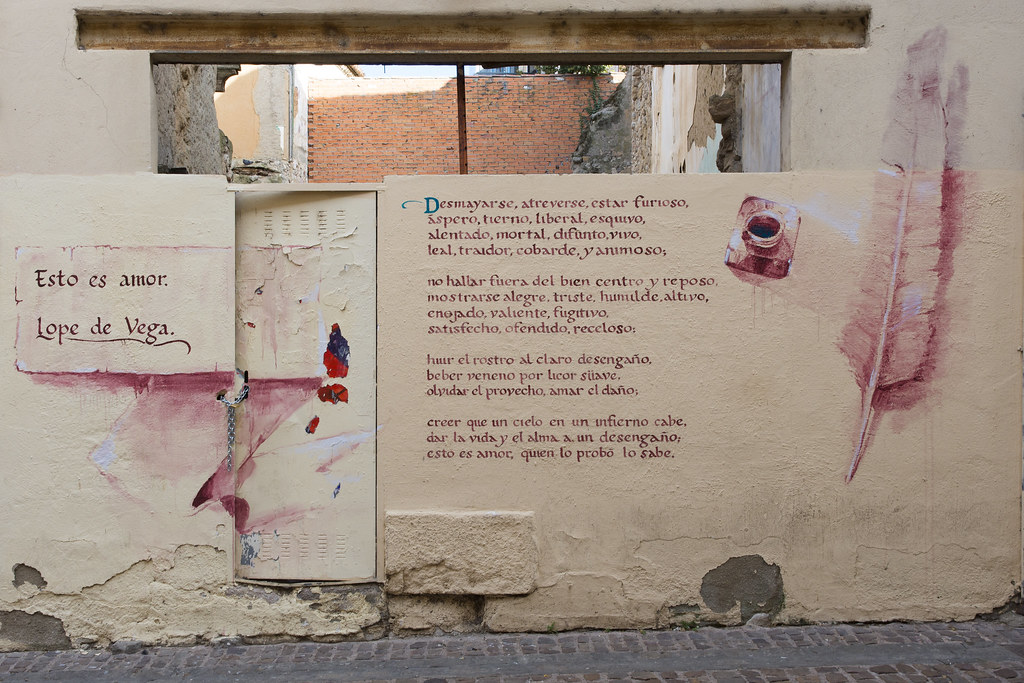 Esto es amor.
Lope de Vega.
Desmayarse, atreverse, estar furioso,
áspero, tierno, liberal, esquivo,
alentado, mortal, difunto, vivo,
leal, traidor, cobarde, y animoso;
no hallar fuera del bien centro y reposo,
mostrarse alegre, triste, humilde, altivo,
enojado, valiente, fugitivo,
satisfecho, ofendido, receloso;
huir el rostro al claro desengaño,
beber veneno por licor süave,
olvidar el provecho, amar el daño;
creer que un cielo en un infierno cabe,
dar la vida y el alma a un desengaño;
esto es amor, quien lo probó lo sabe.